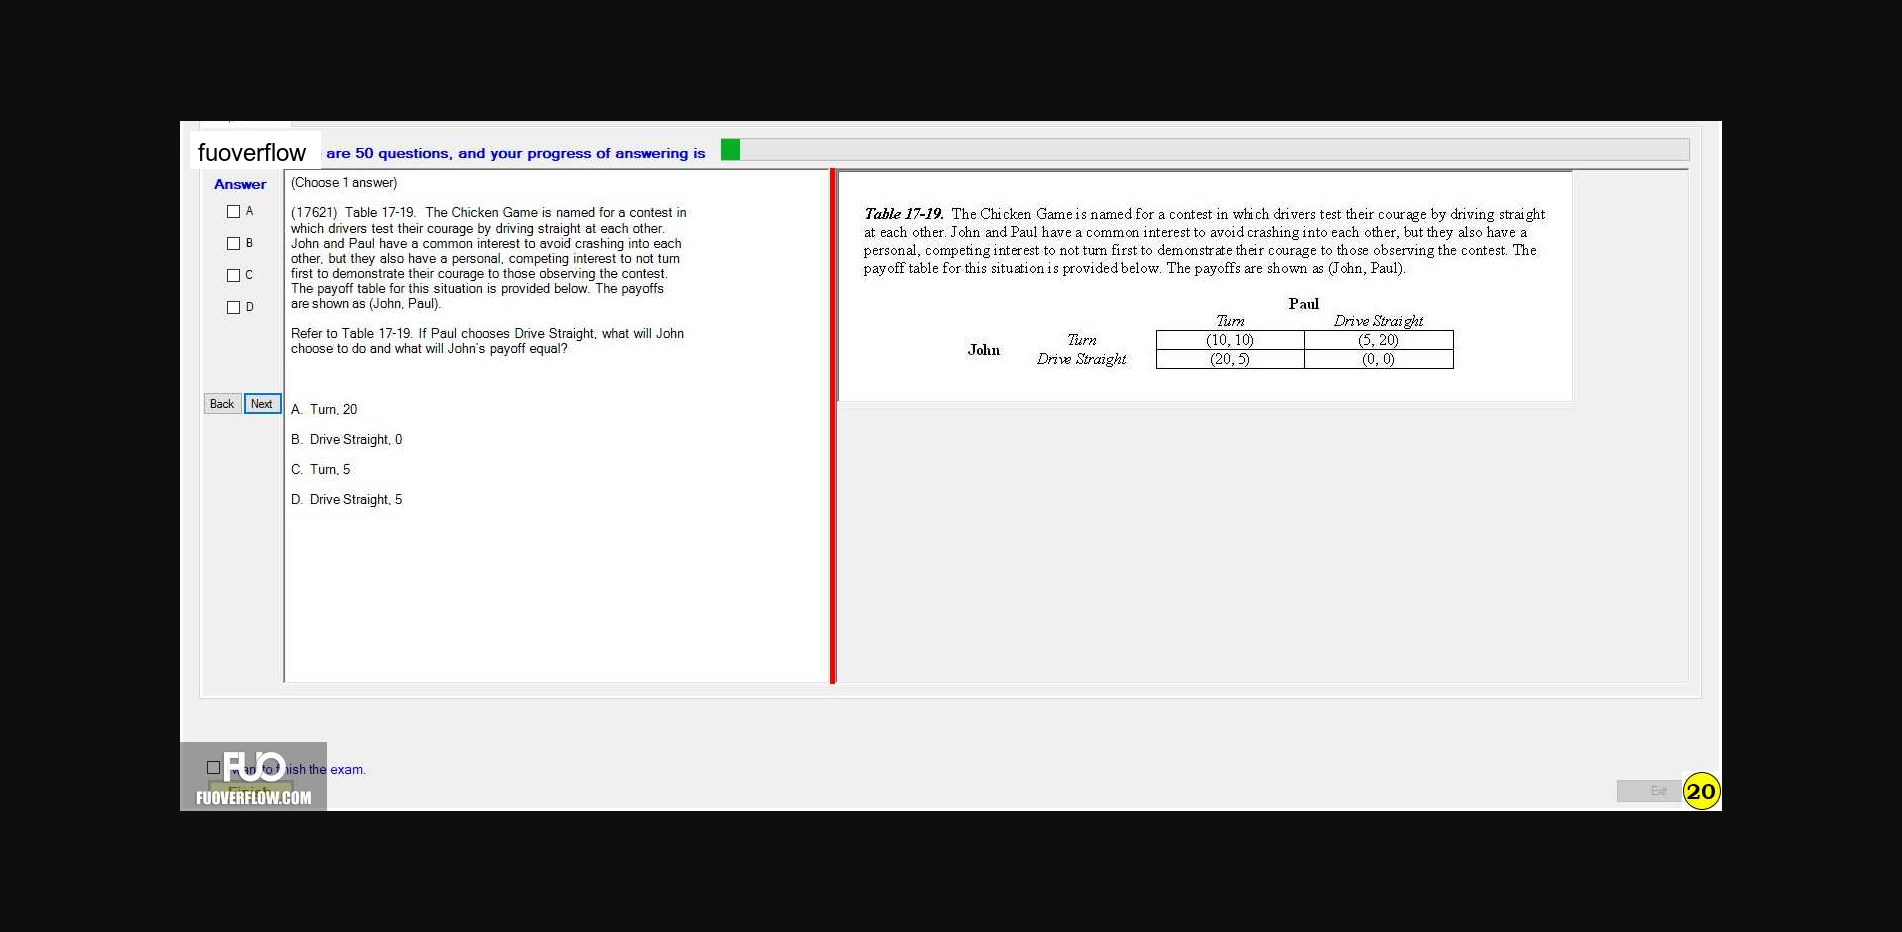 fuoverflow are 50 questions, and your progress of answering is
Answer
A
B
C
D
Back Next
(Choose 1 answer)
(17621) Table 17-19. The Chicken Game is named for a contest in
which drivers test their courage by driving straight at each other.
John and Paul have a common interest to avoid crashing into each
other, but they also have a personal, competing interest to not turn
first to demonstrate their courage to those observing the contest.
The payoff table for this situation is provided below. The payoffs
are shown as (John, Paul).
Refer to Table 17-19. If Paul chooses Drive Straight, what will John
choose to do and what will John's payoff equal?
A. Turn, 20
B. Drive Straight, 0
C. Turn, 5
D. Drive Straight, 5
Table 17-19. The Chicken Game is named for a contest in which drivers test their courage by driving straight
at each other. John and Paul have a common interest to avoid crashing into each other, but they also have a
personal, competing interest to not turn first to demonstrate their courage to those observing the contest. The
payoff table for this situation is provided below. The payoffs are shown as (John, Paul).
Paul
Turn Drive Straight
John
Turn (10, 10) (5, 20)
Drive Straight (20, 5) (0, 0)
FUO
the exam.
FUOVERFLOW.COM
Exit
20